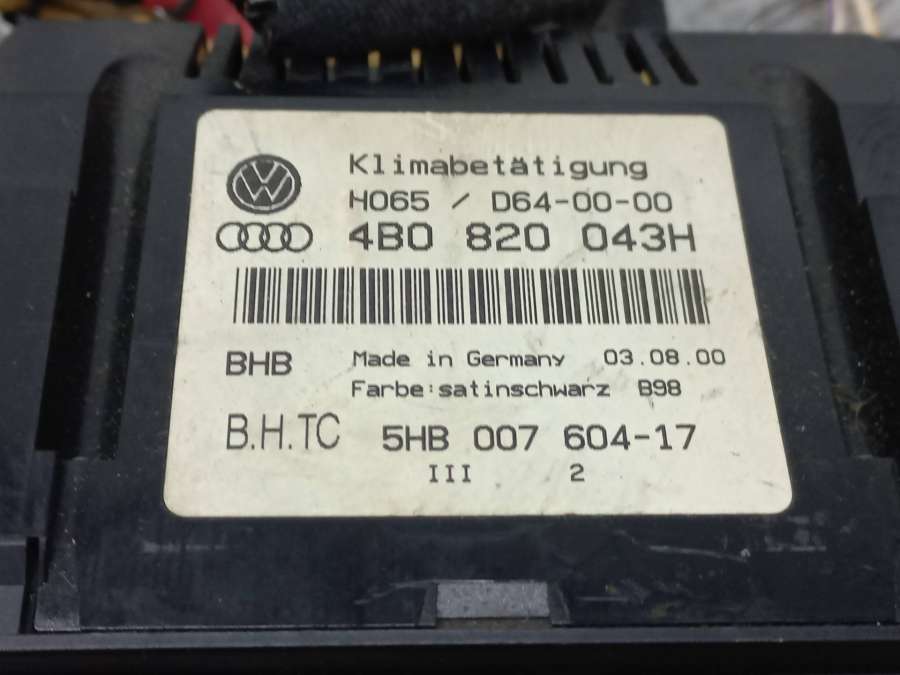 Klimabetätigung
H065 / D64-00-00
4B0 820 043H
BHB Made in Germany 03.08.00
Farbe:satinschwarz B98
B.H.TC 5HB 007 604-17
III 2